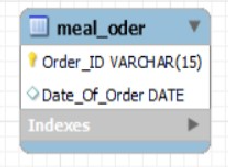 meal_oder
Order_ID VARCHAR(15)
Date_Of_Order DATE
Indexes